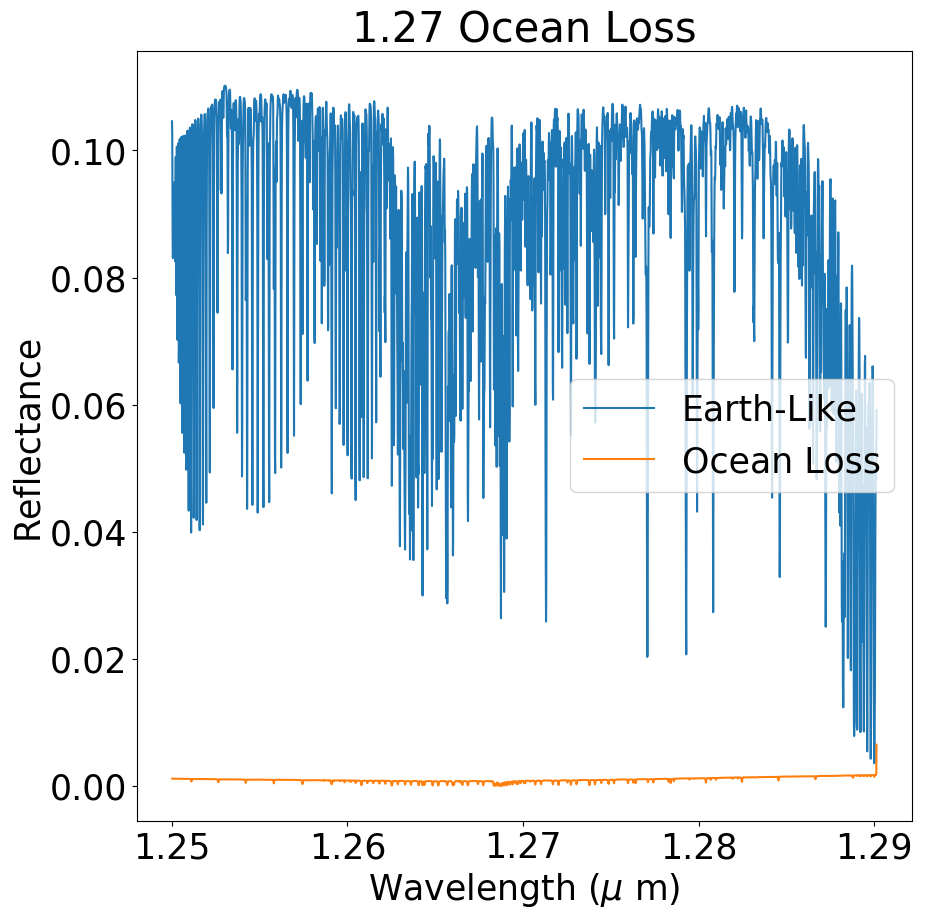 1.27 Ocean Loss
0.10
0.08
0.06
0.04
0.02
0.00
Reflectance
Earth-Like
Ocean Loss
1.25 1.26 1.27 1.28 1.29
Wavelength (μ m)